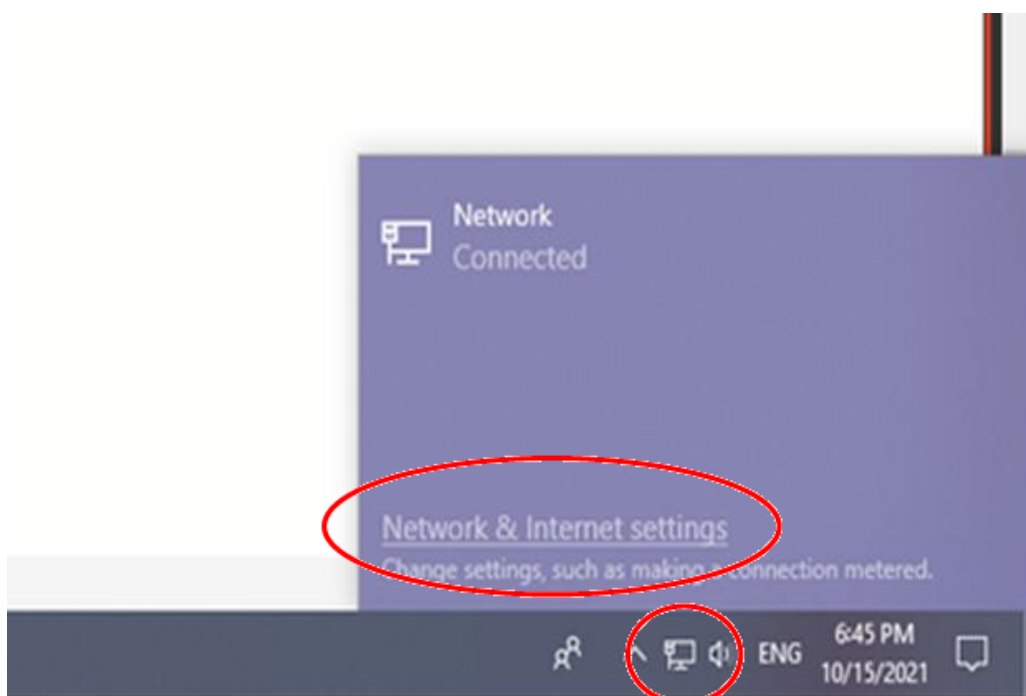 Network
Connected
Network & Internet settings
Change settings, such as making a connection metered.
ENG
6:45 PM
10/15/2021